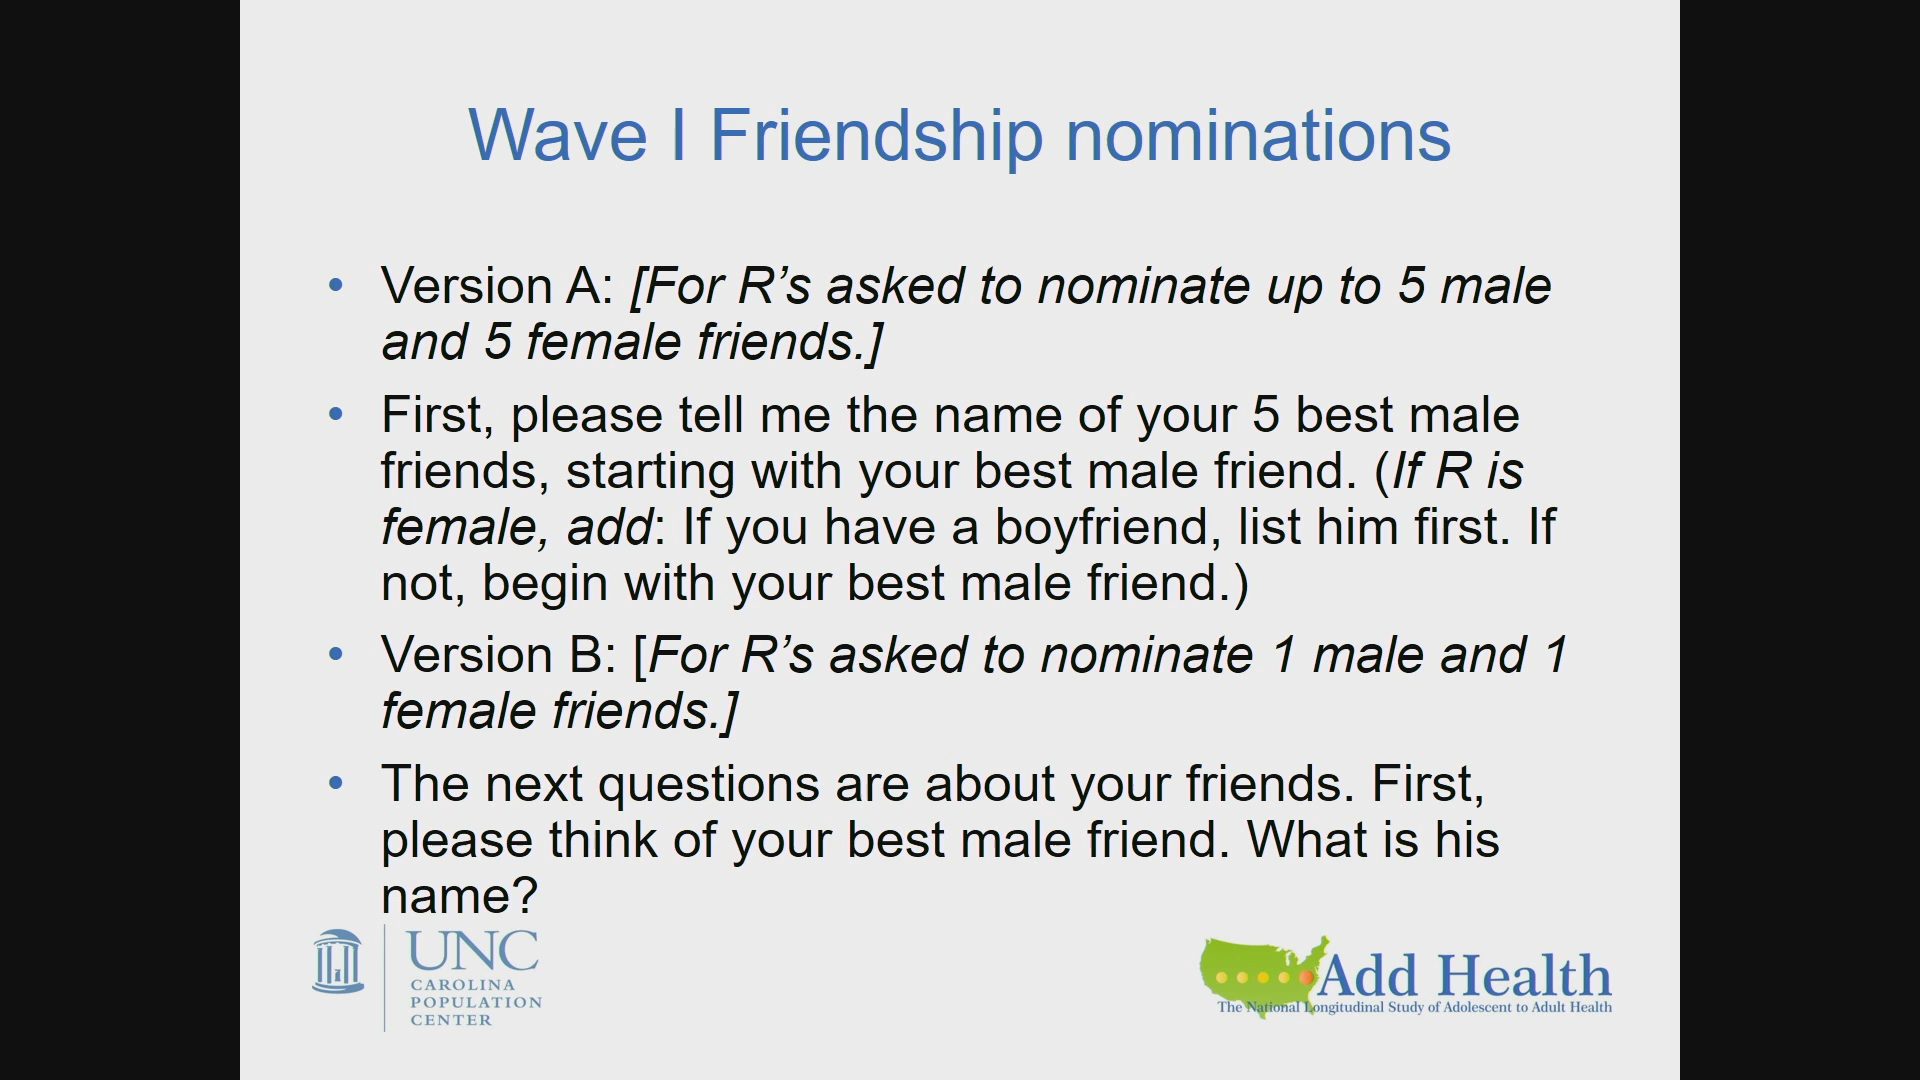 Wave I Friendship nominations
• Version A: [For R’s asked to nominate up to 5 male
and 5 female friends.]
• First, please tell me the name of your 5 best male
friends, starting with your best male friend. (If R is
female, add: If you have a boyfriend, list him first. If
not, begin with your best male friend.)
• Version B: [For R’s asked to nominate 1 male and 1
female friends.]
• The next questions are about your friends. First,
please think of your best male friend. What is his
name?
UNC
CAROLINA
POPULATION
CENTER
Add Health
The National Longitudinal Study of Adolescent to Adult Health